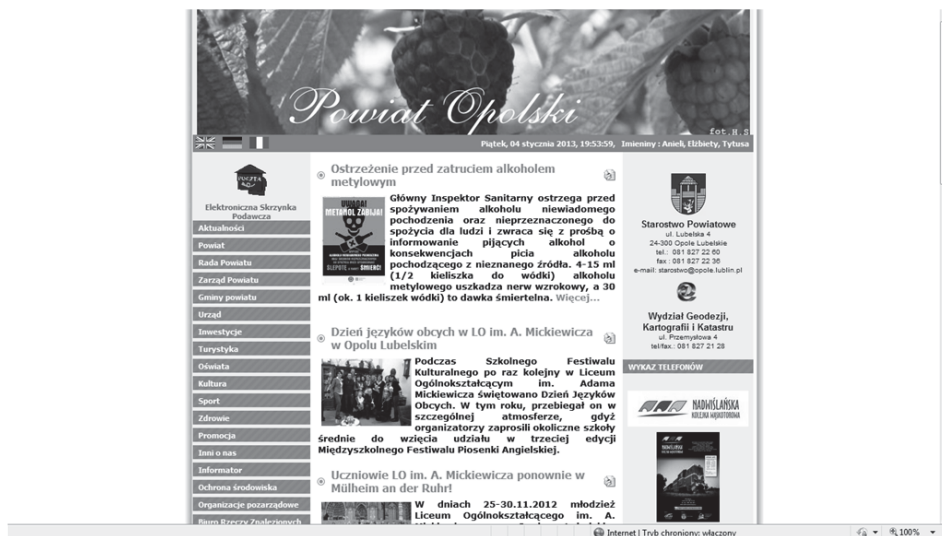 Powiat Opolski
fot.H.S
Piątek, 04 stycznia 2013, 19:53:59, Imieniny : Anieli, Elżbiety, Tytusa
POCZTA
Elektroniczna Skrzynka
Podawcza
Aktualności
Powiat
Rada Powiatu
Zarząd Powiatu
Gminy powiatu
Urząd
Inwestycje
Turystyka
Oświata
Kultura
Sport
Zdrowie
Promocja
Inni o nas
Informator
Ochrona środowiska
Organizacje pozarządowe
Biuro Rzeczy Znalezionych
Ostrzeżenie przed zatruciem alkoholem
metylowym
UWAGA!
METANOL ZABIJA!
Główny Inspektor Sanitarny ostrzega przed
spożywaniem alkoholu niewiadomego
pochodzenia oraz nieprzeznaczonego do
spożycia dla ludzi i zwraca się z prośbą o
informowanie pijących alkohol o
konsekwencjach picia alkoholu
pochodzącego z nieznanego źródła. 4-15 ml
(1/2 kieliszka do wódki) alkoholu
metylowego uszkadza nerw wzrokowy, a 30
ml (ok. 1 kieliszek wódki) to dawka śmiertelna. Więcej...
Dzień języków obcych w LO im. A. Mickiewicza
w Opolu Lubelskim
Podczas Szkolnego Festiwalu
Kulturalnego po raz kolejny w Liceum
Ogólnokształcącym im. Adama
Mickiewicza świętowano Dzień Języków
Obcych. W tym roku, przebiegał on w
szczególnej atmosferze, gdyż
organizatorzy zaprosili okoliczne szkoły
średnie do wzięcia udziału w trzeciej edycji
Międzyszkolnego Festiwalu Piosenki Angielskiej.
Uczniowie LO im. A. Mickiewicza ponownie w
Mülheim an der Ruhr!
W dniach 25-30.11.2012 młodzież
Liceum Ogólnokształcącego im. A.
Starostwo Powiatowe
ul. Lubelska 4
24-300 Opole Lubelskie
tel.: 081 827 22 60
fax : 081 827 22 36
e-mail: starostwo@opole.lublin.pl
Wydział Geodezji,
Kartografii i Katastru
ul. Przemysłowa 4
tel/fax.: 081 827 21 28
WYKAZ TELEFONÓW
NADWIŚLAŃSKA
KOLEJKA WĄSKOTOROWA
Internet | Tryb chroniony: włączony
100%